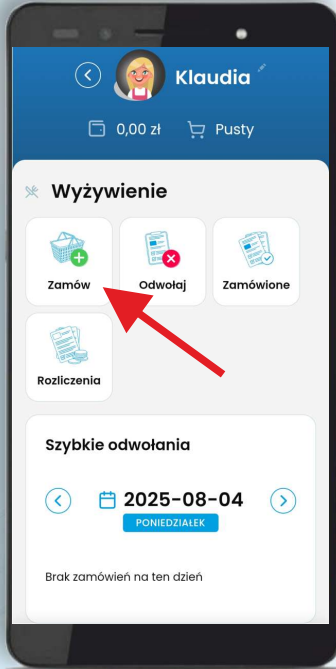 Klaudia
0,00 zł Pusty
Wyżywienie
Zamów Odwołaj Zamówione
Rozliczenia
Szybkie odwołania
2025-08-04
PONIEDZIAŁEK
Brak zamówień na ten dzień